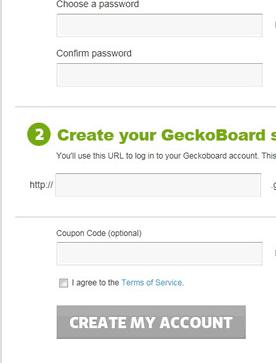 Choose a password
Confirm password
2 Create your GeckoBoard s
You'll use this URL to log in to your Geckoboard account. This
http:// .g
Coupon Code (optional)
I agree to the Terms of Service.
CREATE MY ACCOUNT